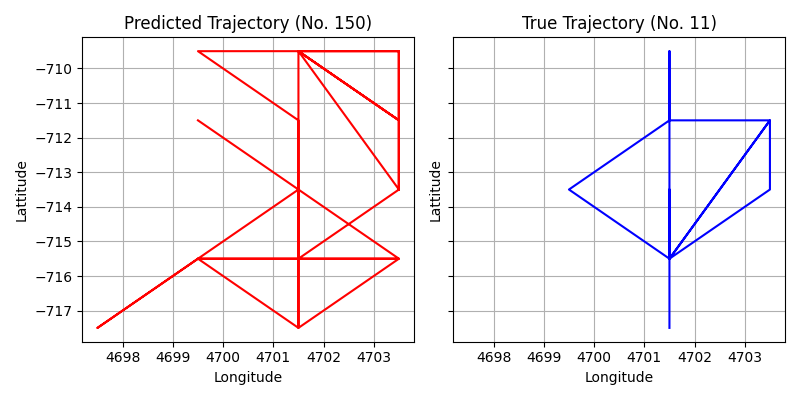 Predicted Trajectory (No. 150)
True Trajectory (No. 11)
Lattitude
−710
−711
−712
−713
−714
−715
−716
−717
4698 4699 4700 4701 4702 4703
Longitude
Lattitude
4698 4699 4700 4701 4702 4703
Longitude